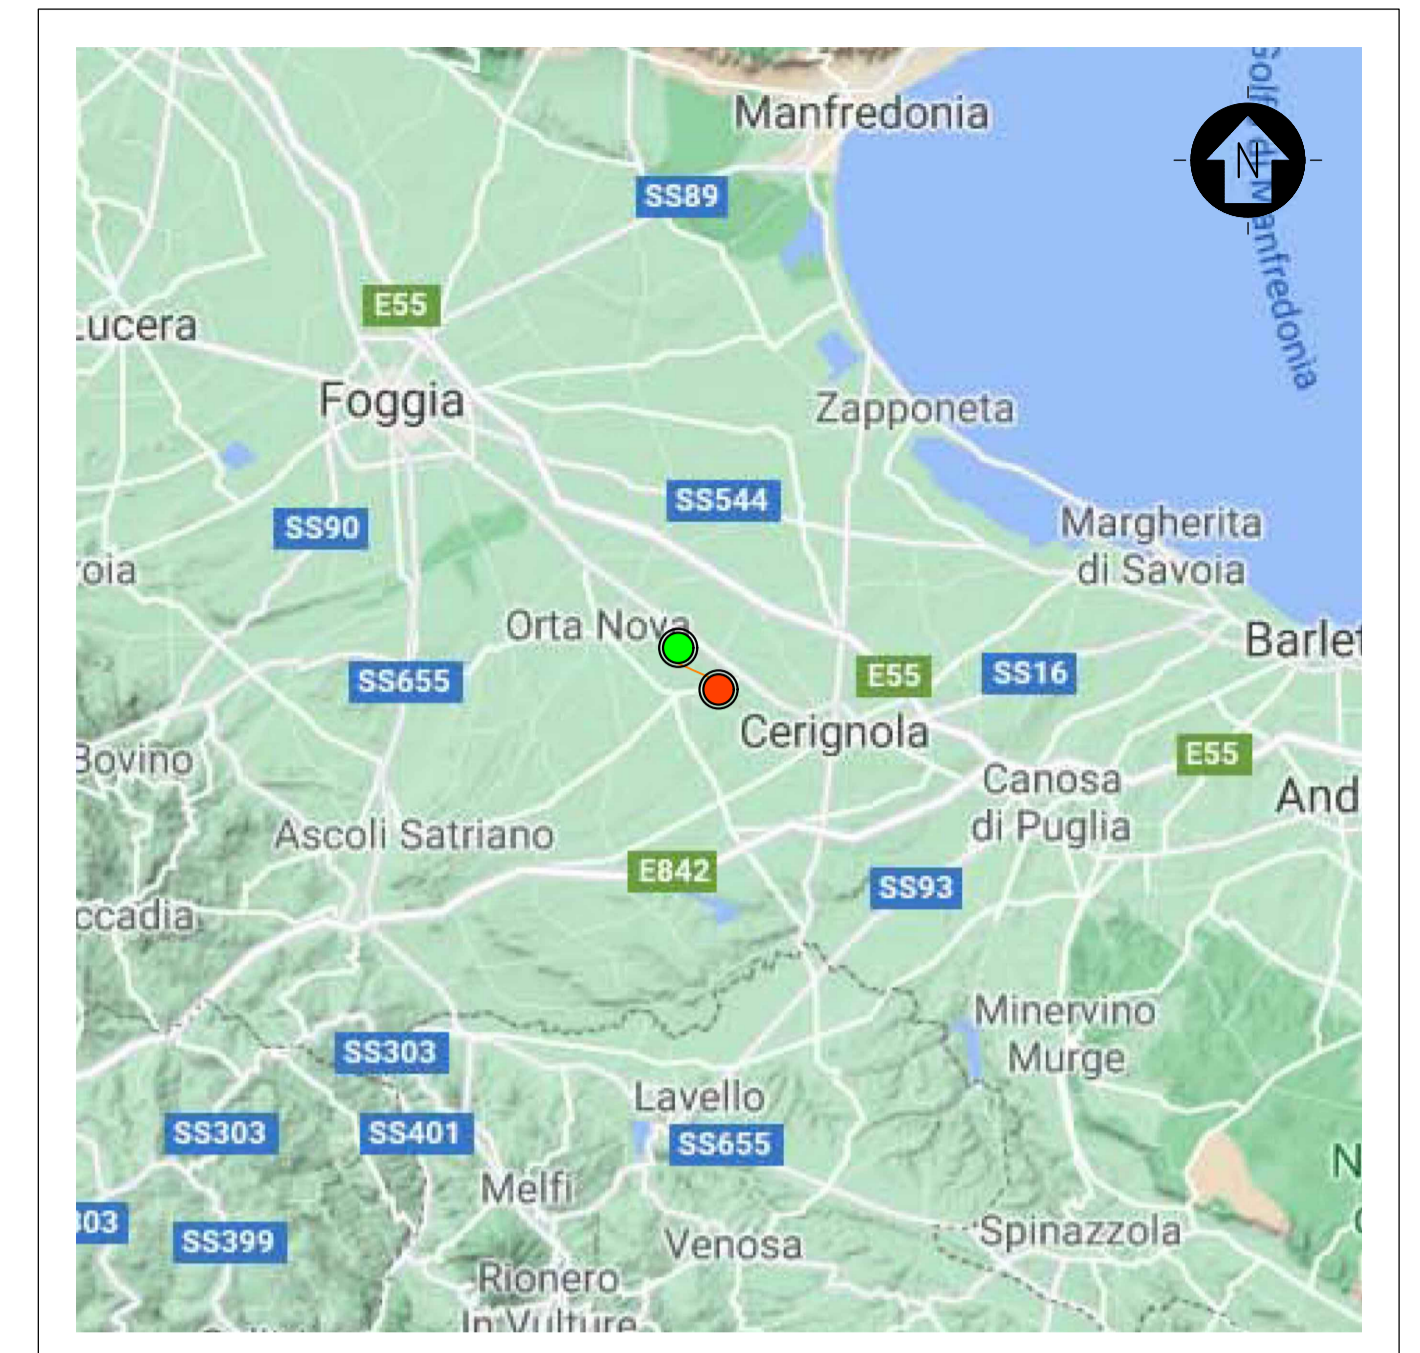 Manfredonia
N
Golfo di Manfredonia
SS89
E55
Lucera
Foggia
Zapponeta
SS544
SS90
Margherita
di Savoia
roia
Orta Nova
Barlet
SS655
E55
SS16
Cerignola
Bovino
E55
Canosa
di Puglia
And
Ascoli Satriano
E842
SS93
ccadia
Minervino
Murge
SS303
Lavello
SS303
SS401
SS655
N
Melfi
303
SS399
Venosa
Spinazzola
Rionero
In Vulture